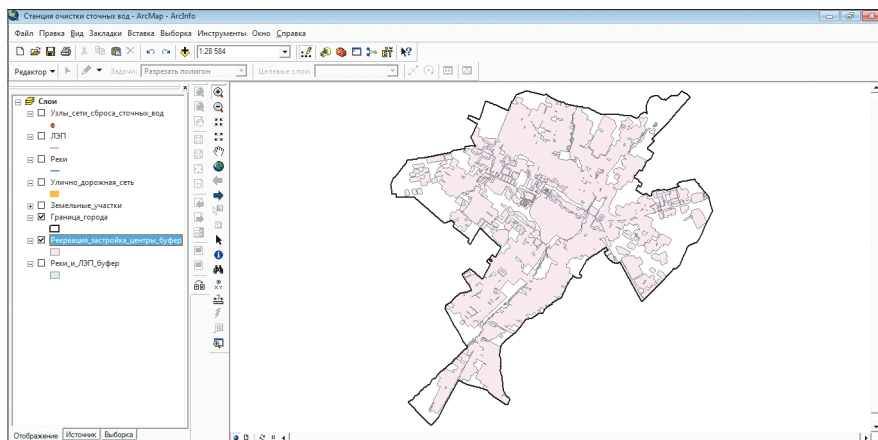 Станция очистки сточных вод - ArcMap - ArcInfo
Файл Правка Вид Закладки Вставка Выборка Инструменты Окно Справка
1:28 584
Редактор Задачи: Разрезать полигон Целевые слои:
Слои
Узлы_сети_сброса_сточных_вод
ЛЭП
Реки
Улично_дорожная_сеть
Земельные_участки
Граница_города
Рекреация_застройка_центры_буфер
Реки_и_ЛЭП_буфер
Отображение Источник Выборка